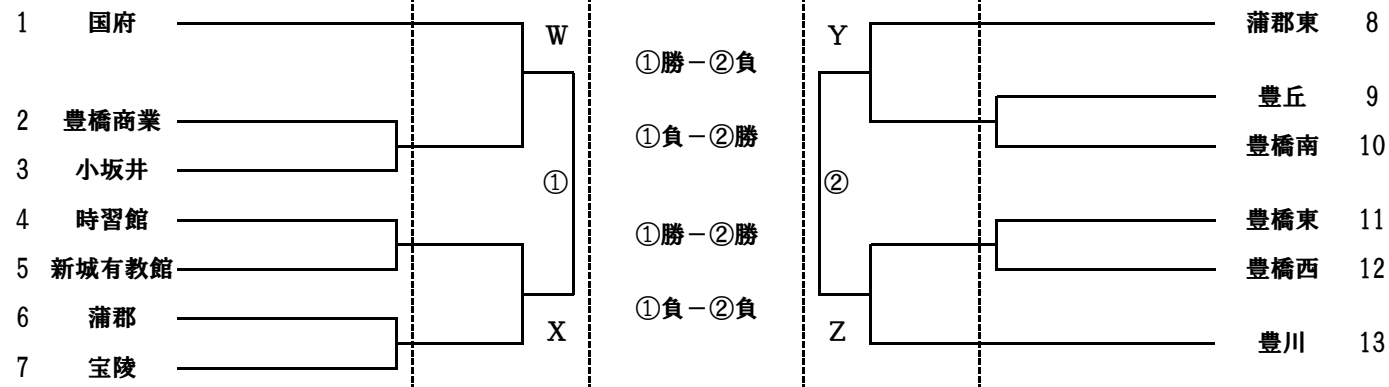 1 国府
W
2 豊橋商業
3 小坂井
①
4 時習館
5 新城有教館
6 蒲郡
X
7 宝陵
①勝－②負
①負－②勝
①勝－②勝
①負－②負
Y
蒲郡東 8
豊丘 9
豊橋南 10
②
豊橋東 11
豊橋西 12
Z
豊川 13